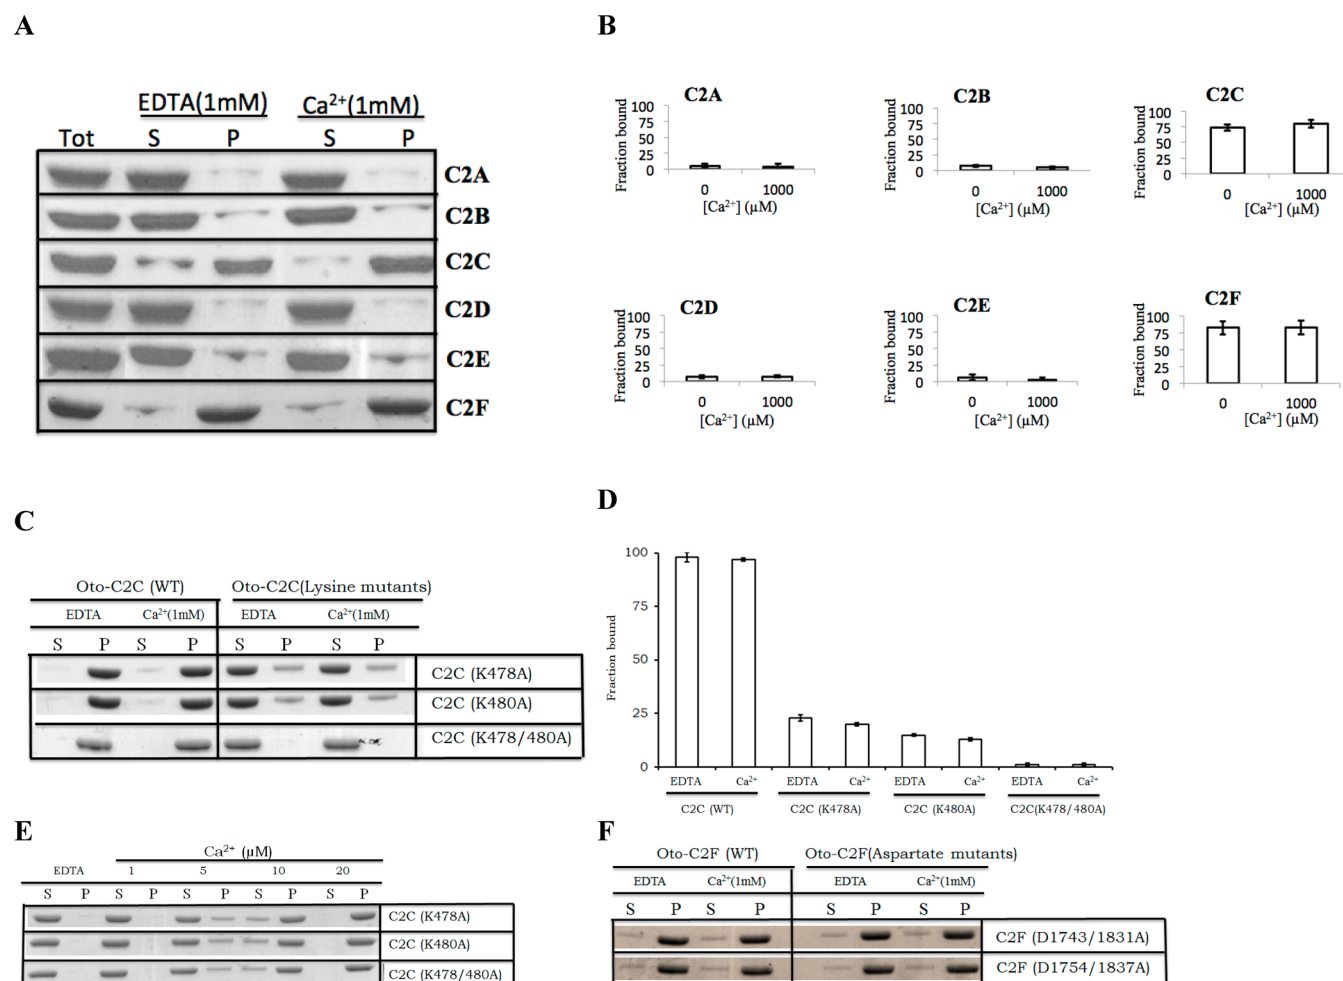 A
EDTA(1mM) Ca²⁺(1mM)
Tot S P S P
C2A
C2B
C2C
C2D
C2E
C2F
B
C2A
Fraction bound
100
75
50
25
0
0 1000
[Ca²⁺] (µM)
C2B
Fraction bound
100
75
50
25
0
0 1000
[Ca²⁺] (µM)
C2C
Fraction bound
100
75
50
25
0
0 1000
[Ca²⁺] (µM)
C2D
Fraction bound
100
75
50
25
0
0 1000
[Ca²⁺] (µM)
C2E
Fraction bound
100
75
50
25
0
0 1000
[Ca²⁺] (µM)
C2F
Fraction bound
100
75
50
25
0
0 1000
[Ca²⁺] (µM)
C
Oto-C2C (WT) Oto-C2C(Lysine mutants)
EDTA Ca²⁺(1mM) EDTA Ca²⁺(1mM)
S P S P S P S P
C2C (K478A)
C2C (K480A)
C2C (K478/480A)
D
Fraction bound
100
75
50
25
0
EDTA Ca²⁺ EDTA Ca²⁺ EDTA Ca²⁺ EDTA Ca²⁺
C2C (WT) C2C (K478A) C2C (K480A) C2C(K478/480A)
E
Ca²⁺ (µM)
EDTA 1 5 10 20
S P S P S P S P S P
C2C (K478A)
C2C (K480A)
C2C (K478/480A)
F
Oto-C2F (WT) Oto-C2F(Aspartate mutants)
EDTA Ca²⁺(1mM) EDTA Ca²⁺(1mM)
S P S P S P S P
C2F (D1743/1831A)
C2F (D1754/1837A)